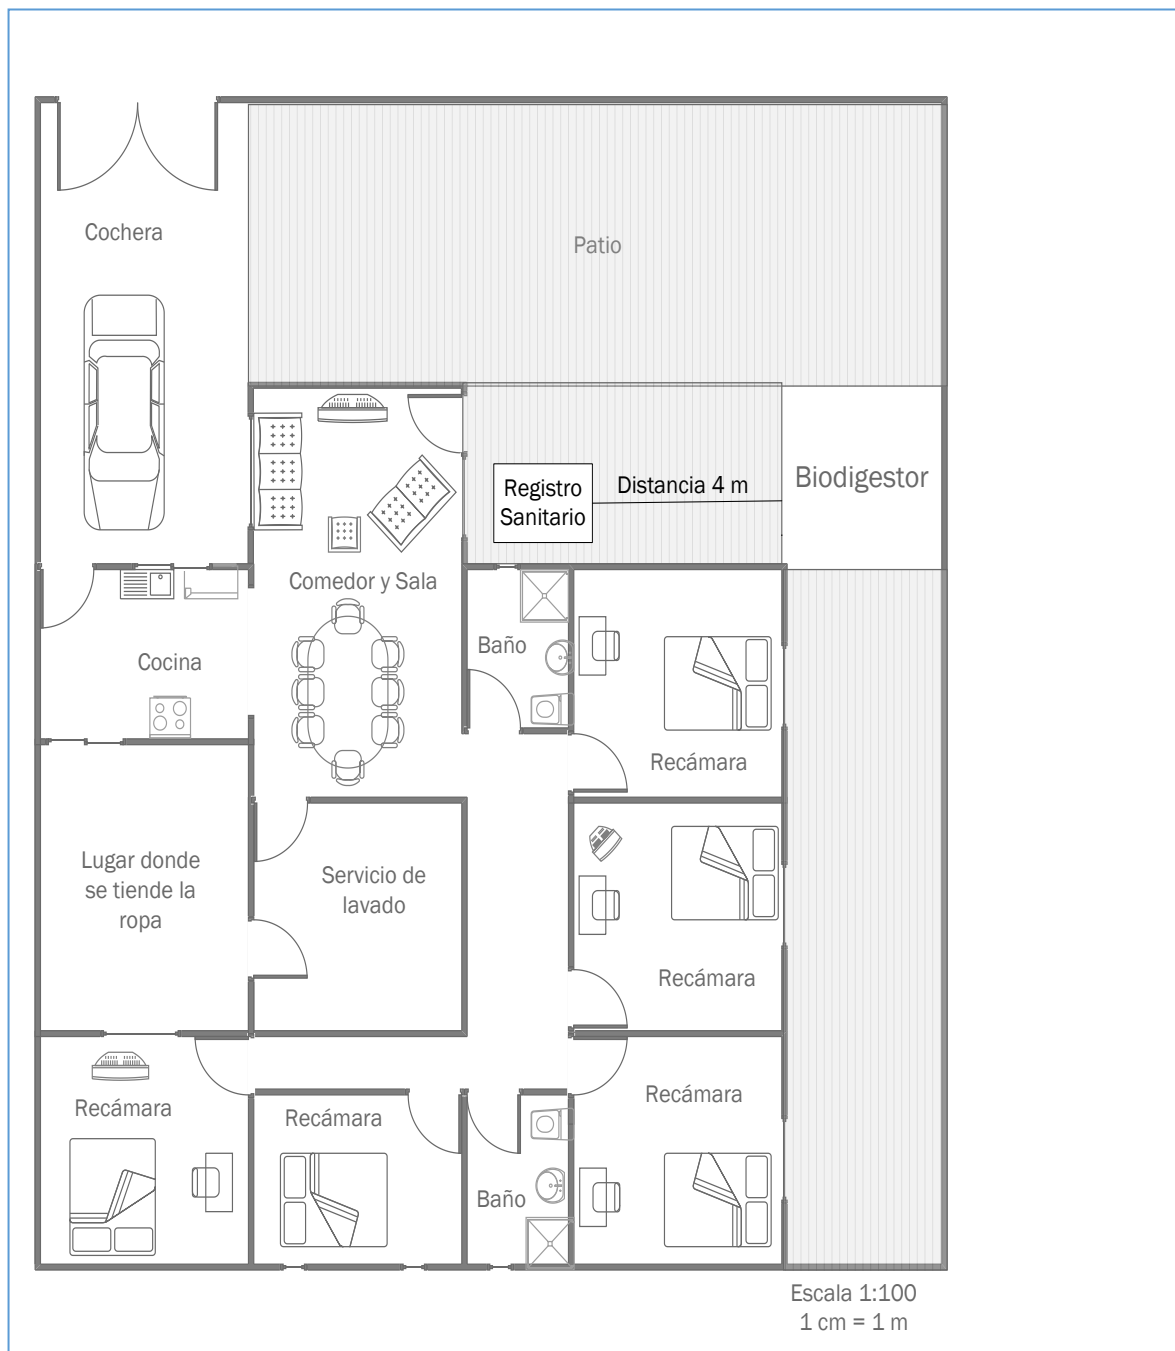 Cochera
Patio
Registro
Sanitario
Distancia 4 m
Biodigestor
Comedor y Sala
Baño
Cocina
Recámara
Lugar donde
se tiende la
ropa
Servicio de
lavado
Recámara
Recámara
Recámara
Recámara
Baño
Escala 1:100
1 cm = 1 m